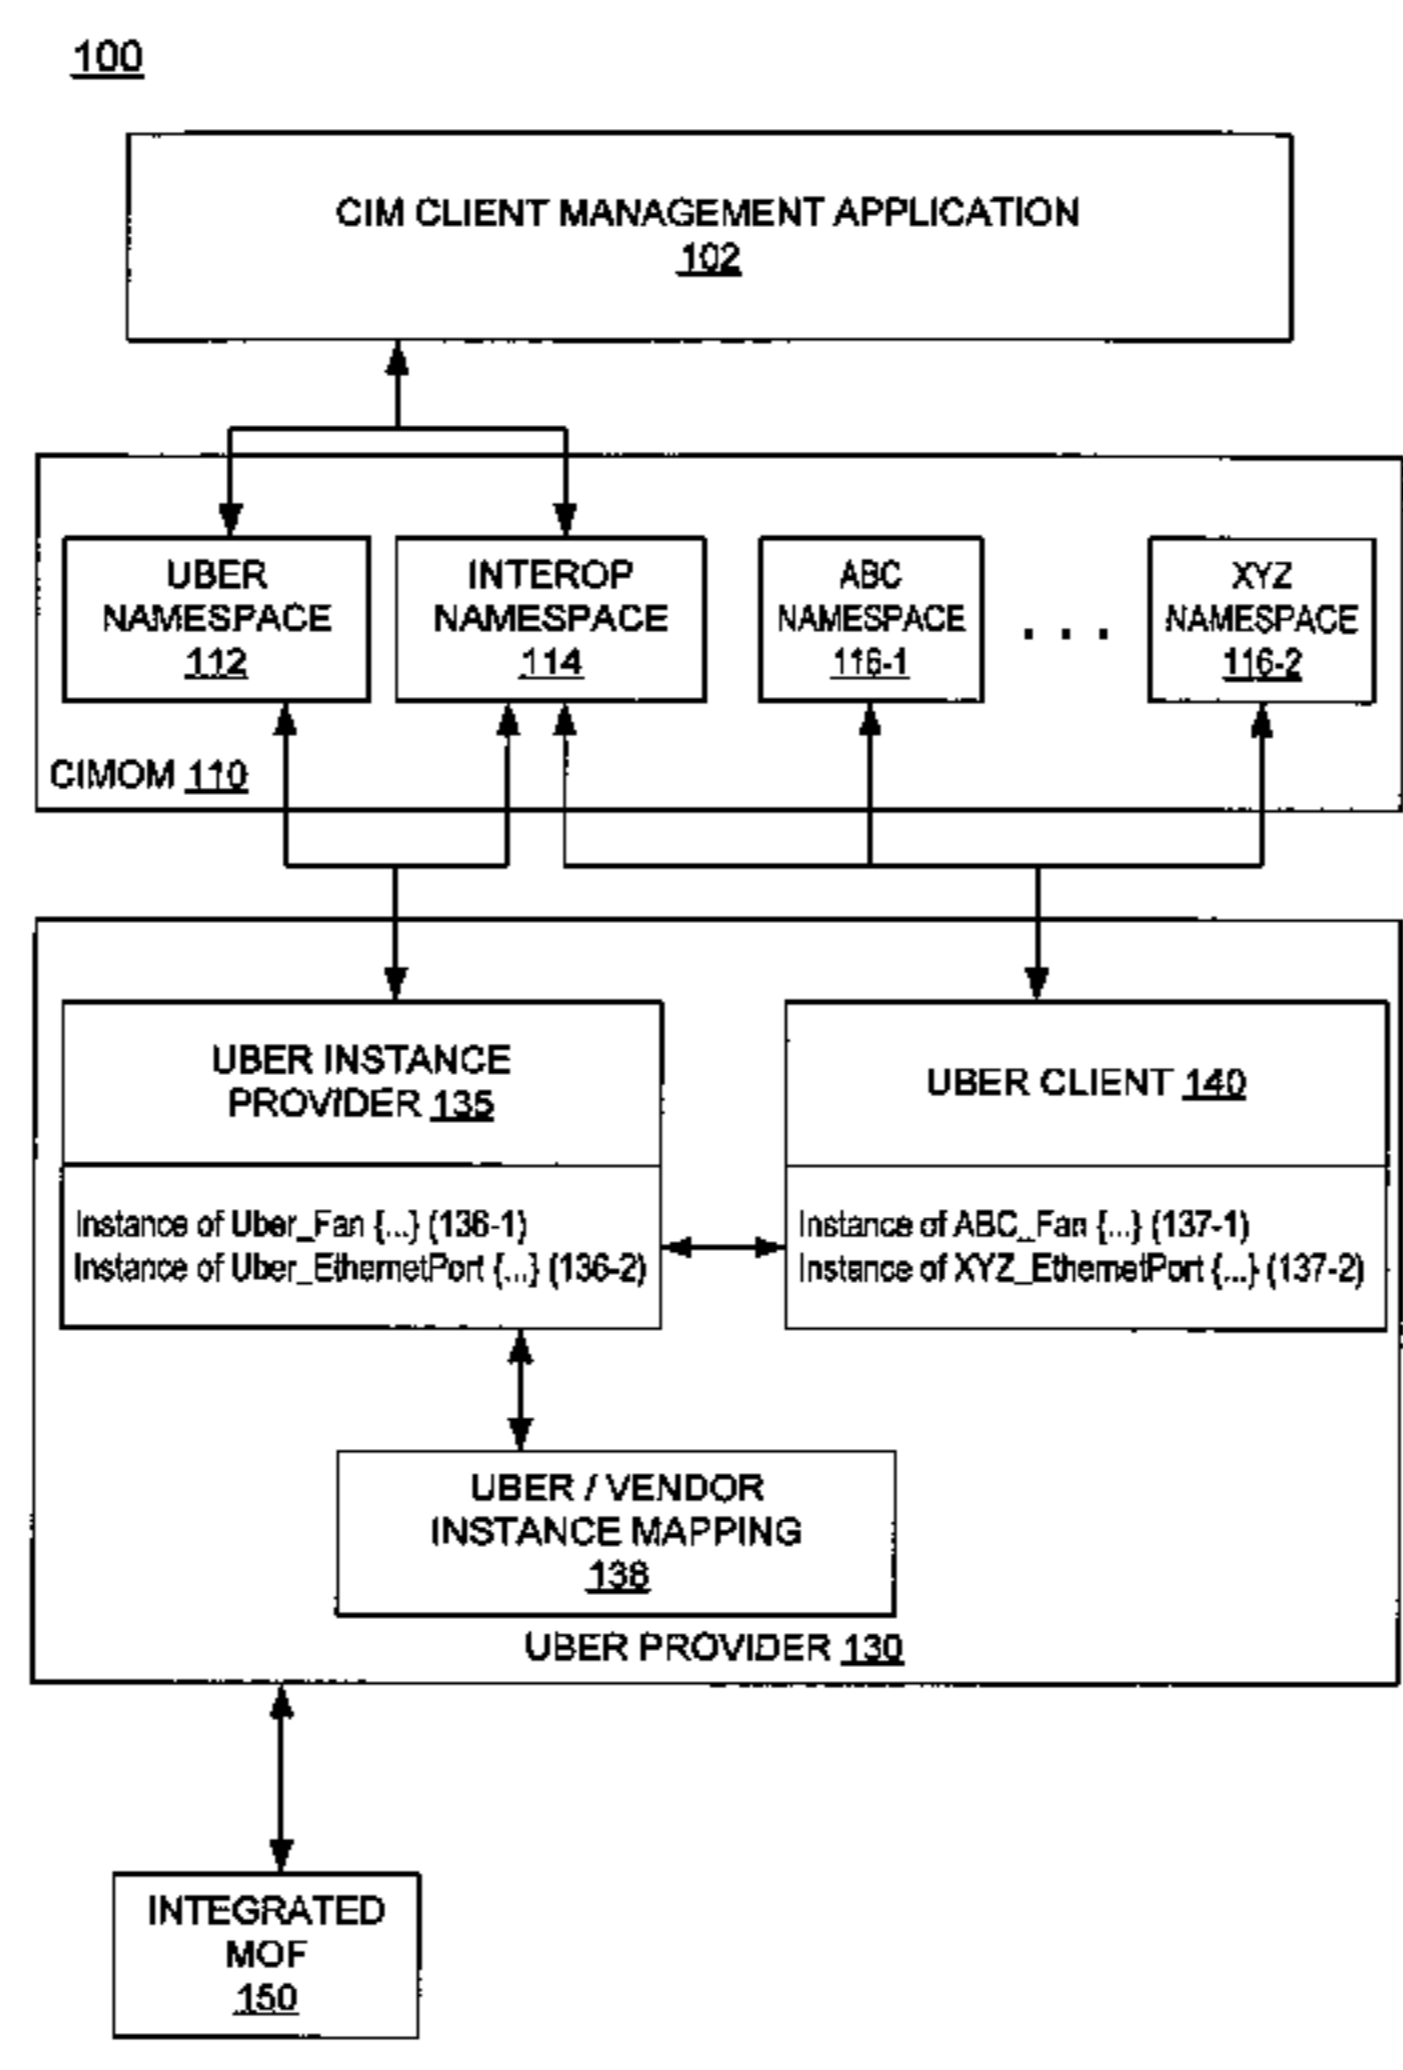 100
CIM CLIENT MANAGEMENT APPLICATION
102
UBER
NAMESPACE
112
INTEROP
NAMESPACE
114
ABC
NAMESPACE
116-1
. . .
XYZ
NAMESPACE
116-2
CIMOM 110
UBER INSTANCE
PROVIDER 135
Instance of Uber_Fan {...} (136-1)
Instance of Uber_EthernetPort {...} (136-2)
UBER CLIENT 140
Instance of ABC_Fan {...} (137-1)
Instance of XYZ_EthernetPort {...} (137-2)
UBER / VENDOR
INSTANCE MAPPING
138
UBER PROVIDER 130
INTEGRATED
MOF
150